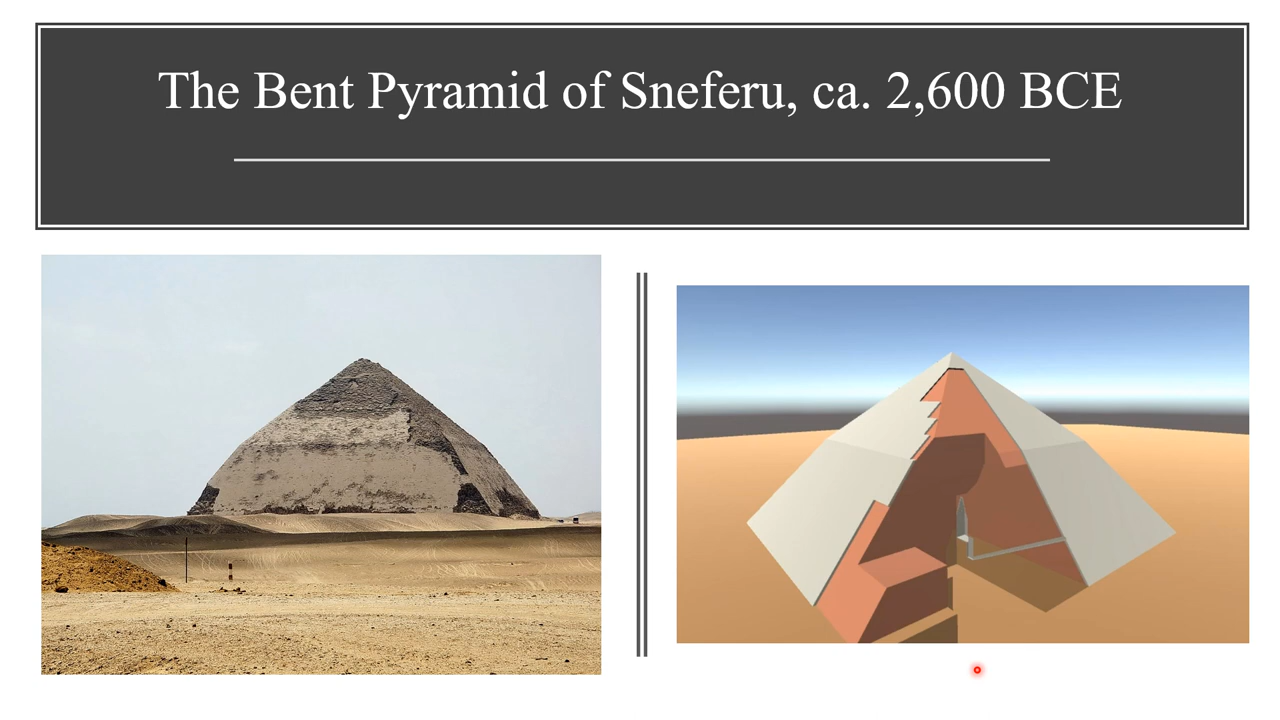 The Bent Pyramid of Sneferu, ca. 2,600 BCE